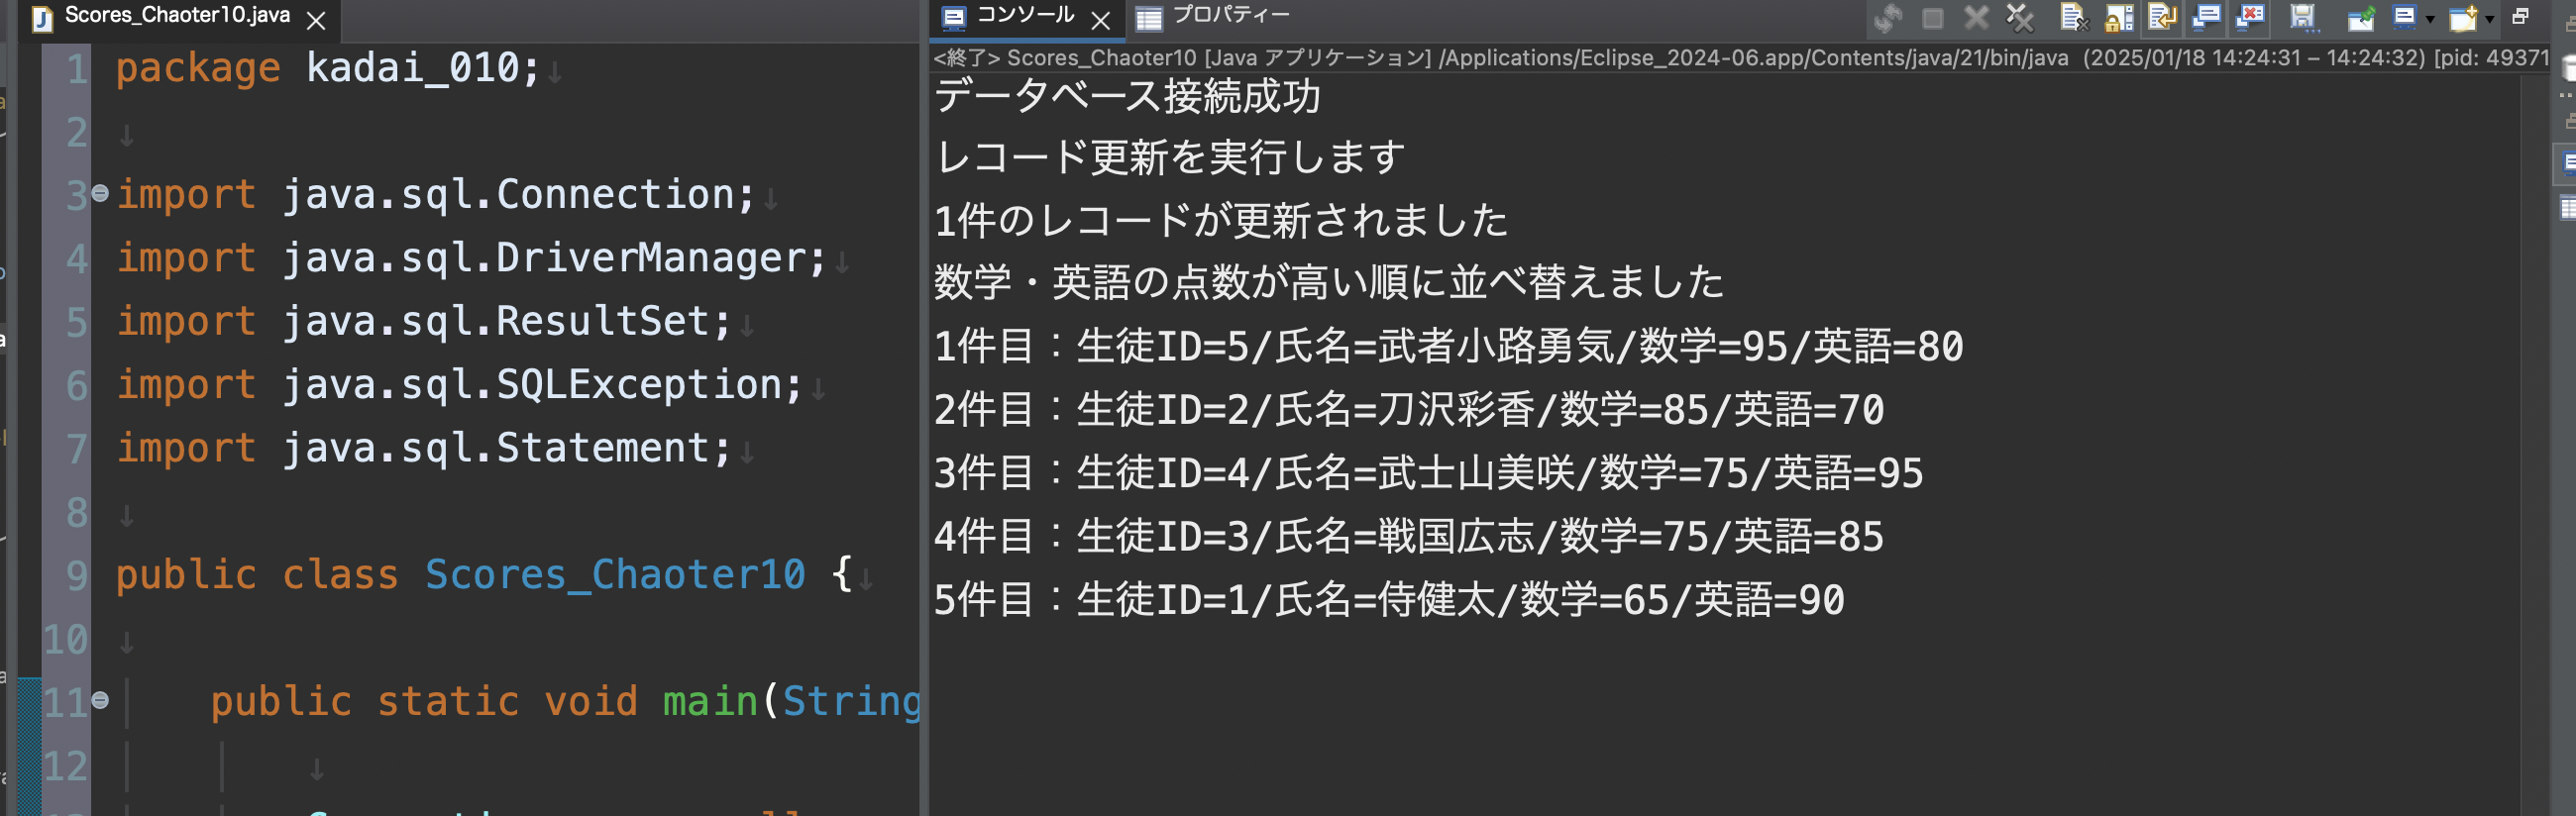 Scores_Chaoter10.java
1 package kadai_010;↓
2 ↓
3 import java.sql.Connection;↓
4 import java.sql.DriverManager;↓
5 import java.sql.ResultSet;↓
6 import java.sql.SQLException;↓
7 import java.sql.Statement;↓
8 ↓
9 public class Scores_Chaoter10 {↓
10 ↓
11 public static void main(String
12 ↓
コンソール プロパティー
<終了> Scores_Chaoter10 [Java アプリケーション] /Applications/Eclipse_2024-06.app/Contents/java/21/bin/java (2025/01/18 14:24:31 – 14:24:32) [pid: 49371
データベース接続成功
レコード更新を実行します
1件のレコードが更新されました
数学・英語の点数が高い順に並べ替えました
1件目：生徒ID=5/氏名=武者小路勇気/数学=95/英語=80
2件目：生徒ID=2/氏名=刀沢彩香/数学=85/英語=70
3件目：生徒ID=4/氏名=武士山美咲/数学=75/英語=95
4件目：生徒ID=3/氏名=戦国広志/数学=75/英語=85
5件目：生徒ID=1/氏名=侍健太/数学=65/英語=90